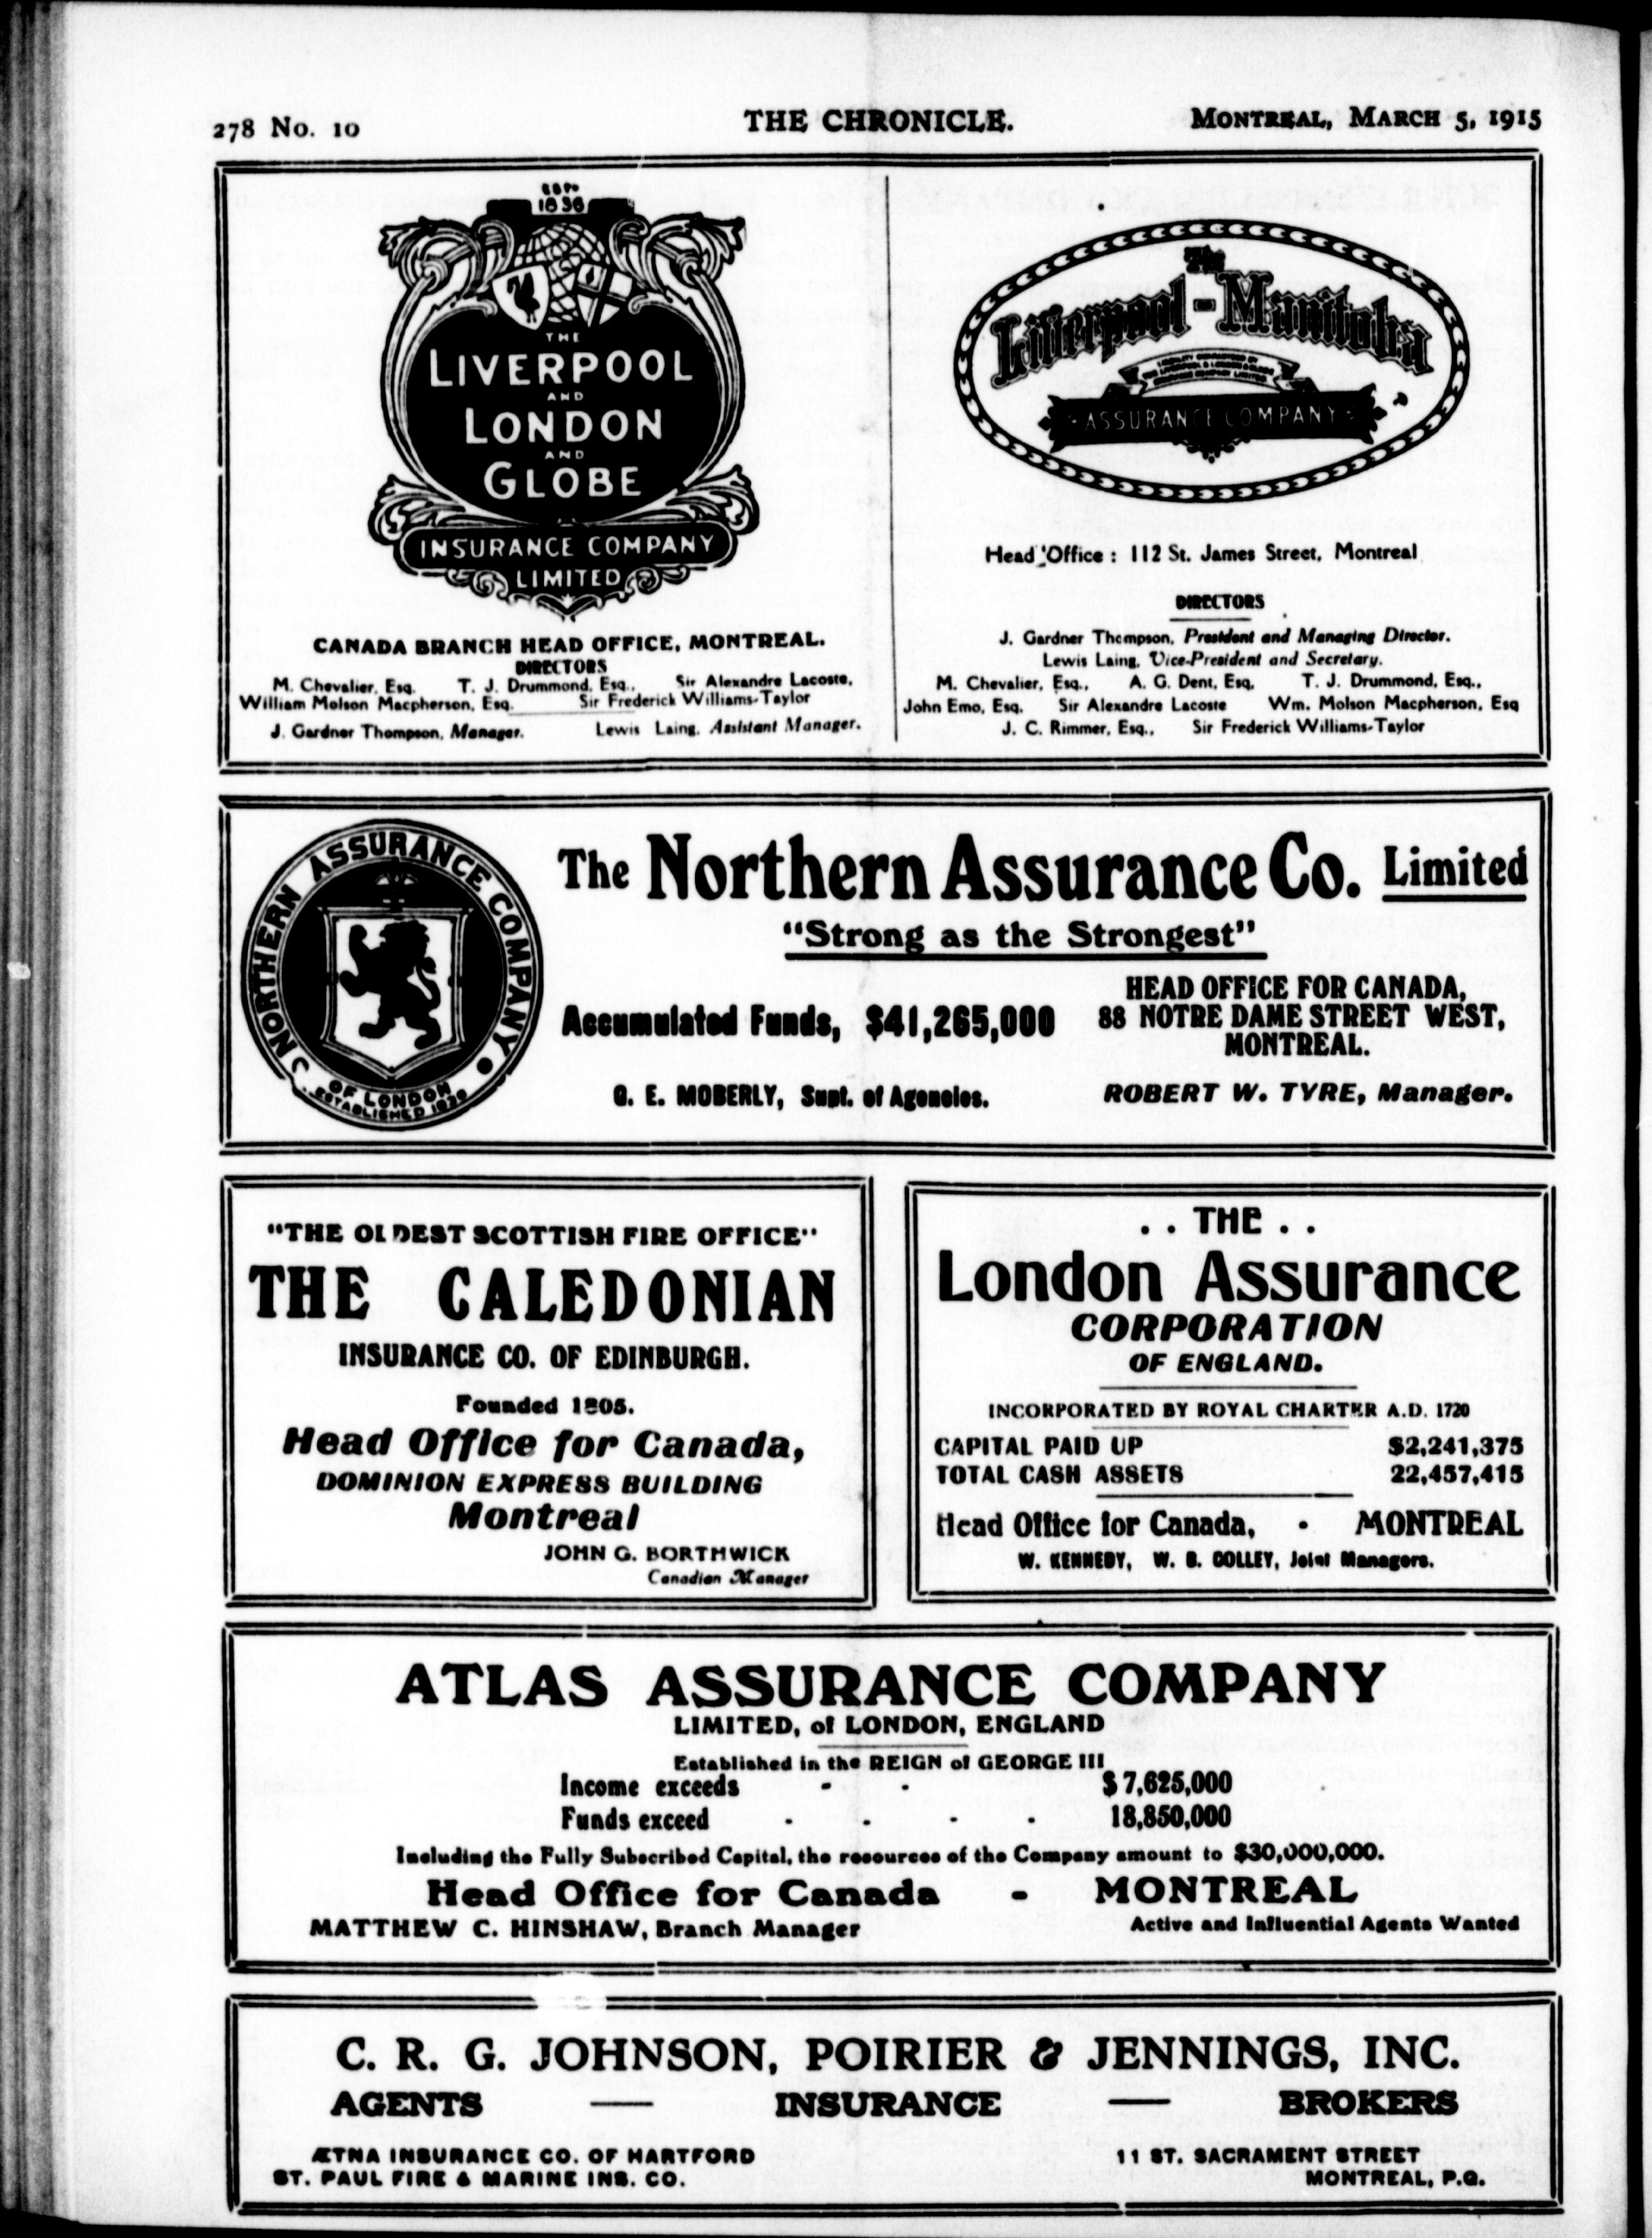 278 No. 10
THE CHRONICLE.
MONTREAL, MARCH 5, 1915
ESTD
1836
THE
LIVERPOOL
AND
LONDON
AND
GLOBE
INSURANCE COMPANY
LIMITED
CANADA BRANCH HEAD OFFICE, MONTREAL.
DIRECTORS
M. Chevalier, Esq. T. J. Drummond, Esq., Sir Alexandre Lacoste,
William Molson Macpherson, Esq. Sir Frederick Williams-Taylor
J. Gardner Thompson, Manager. Lewis Laing, Assistant Manager.
The
Liverpool-Manitoba
ASSURANCE COMPANY
Head Office : 112 St. James Street, Montreal
DIRECTORS
J. Gardner Thompson, President and Managing Director.
Lewis Laing, Vice-President and Secretary.
M. Chevalier, Esq., A. G. Dent, Esq, T. J. Drummond, Esq.,
John Emo, Esq. Sir Alexandre Lacoste Wm. Molson Macpherson, Esq
J. C. Rimmer, Esq., Sir Frederick Williams-Taylor
NORTHERN ASSURANCE COMPANY
OF LONDON
ESTABLISHED 1836
The Northern Assurance Co. Limited
"Strong as the Strongest"
Accumulated Funds, $41,265,000
HEAD OFFICE FOR CANADA,
88 NOTRE DAME STREET WEST,
MONTREAL.
G. E. MOBERLY, Supt. of Agencies.
ROBERT W. TYRE, Manager.
"THE OLDEST SCOTTISH FIRE OFFICE"
THE CALEDONIAN
INSURANCE CO. OF EDINBURGH.
Founded 1805.
Head Office for Canada,
DOMINION EXPRESS BUILDING
Montreal
JOHN G. BORTHWICK
Canadian Manager
. . THE . .
London Assurance
CORPORATION
OF ENGLAND.
INCORPORATED BY ROYAL CHARTER A.D. 1720
CAPITAL PAID UP $2,241,375
TOTAL CASH ASSETS 22,457,415
Head Office for Canada, - MONTREAL
W. KENNEDY, W. B. COLLEY, Joint Managers.
ATLAS ASSURANCE COMPANY
LIMITED, of LONDON, ENGLAND
Established in the REIGN of GEORGE III
Income exceeds - - $ 7,625,000
Funds exceed - - - - 18,850,000
Including the Fully Subscribed Capital, the resources of the Company amount to $30,000,000.
Head Office for Canada - MONTREAL
MATTHEW C. HINSHAW, Branch Manager
Active and Influential Agents Wanted
C. R. G. JOHNSON, POIRIER & JENNINGS, INC.
AGENTS — INSURANCE — BROKERS
ÆTNA INSURANCE CO. OF HARTFORD
ST. PAUL FIRE & MARINE INS. CO.
11 ST. SACRAMENT STREET
MONTREAL, P.Q.